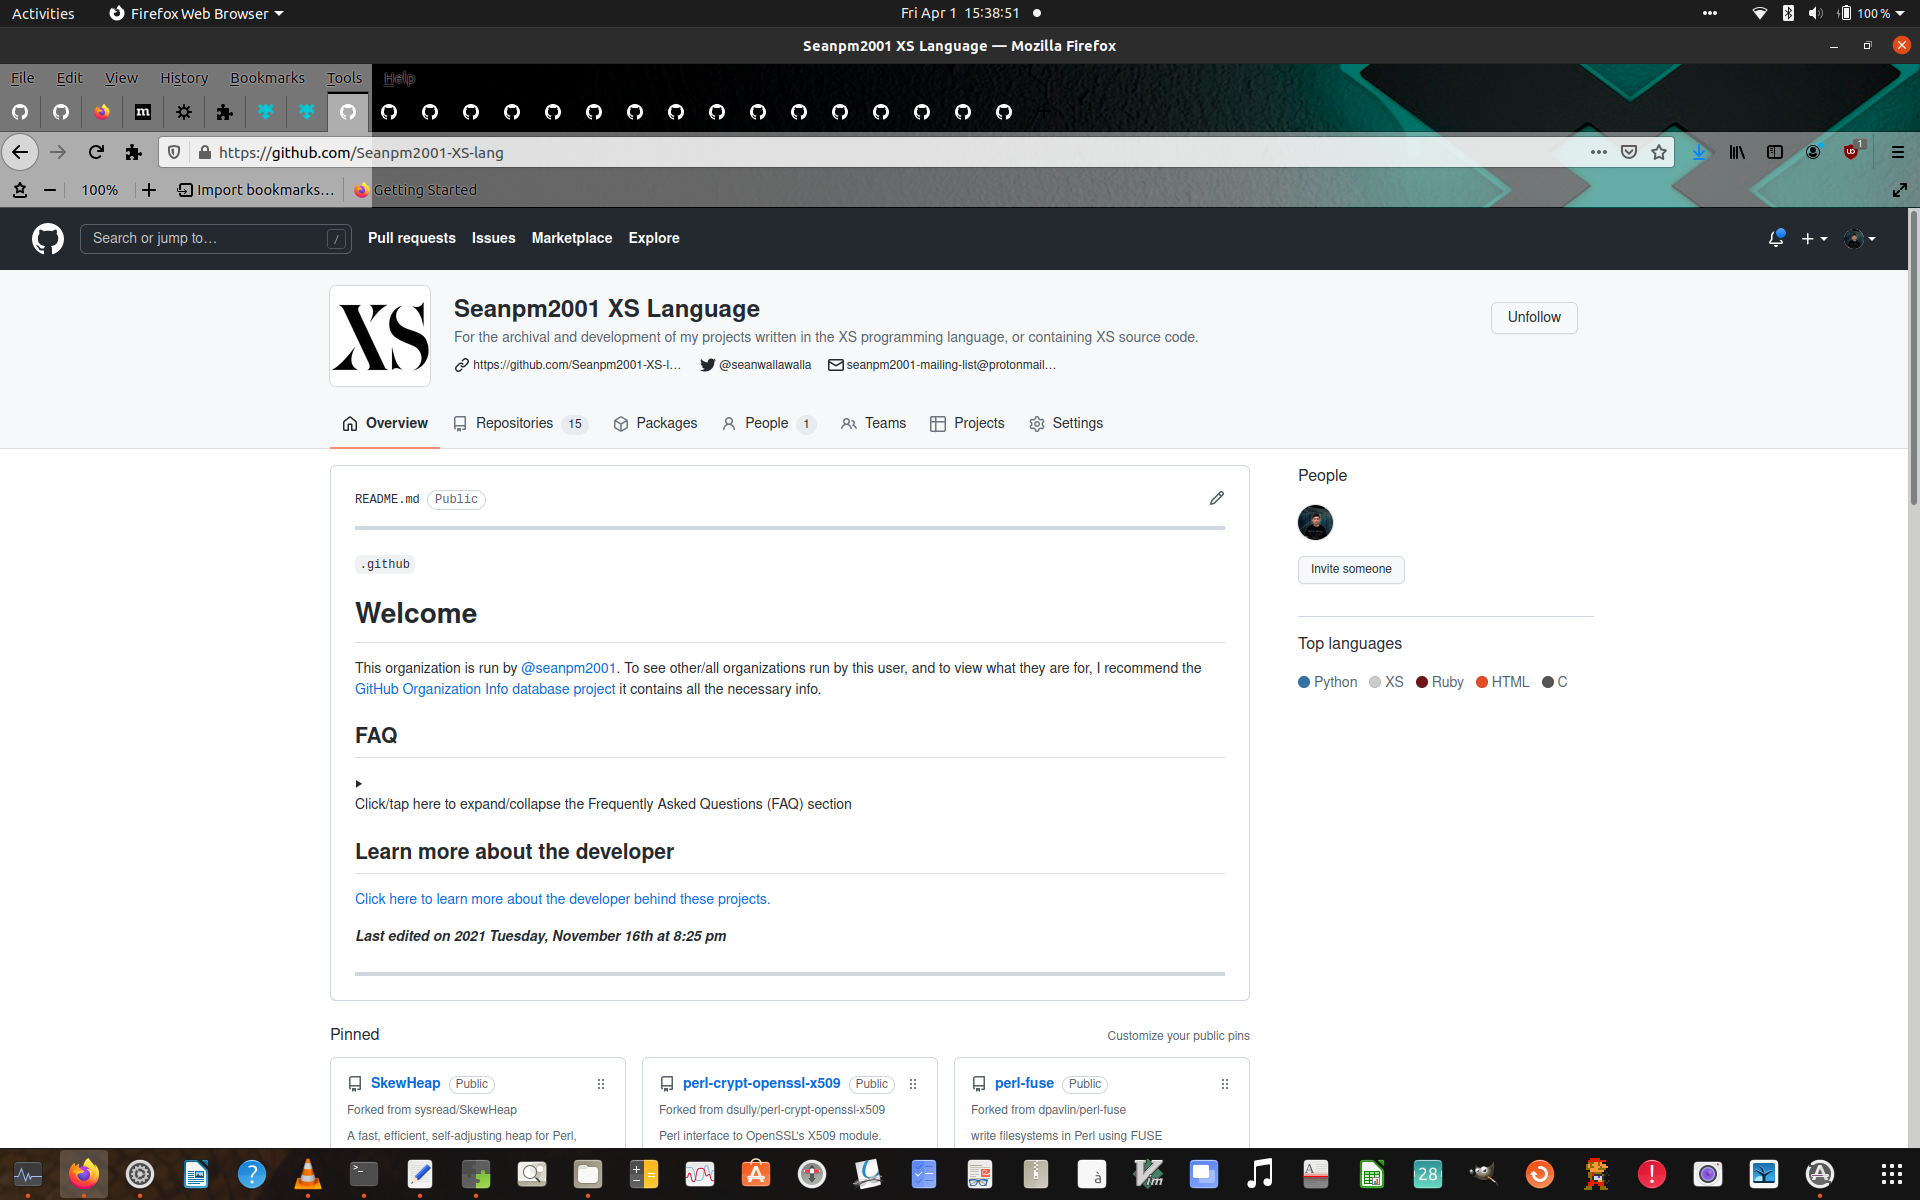 Activities
Firefox Web Browser
Fri Apr 1 15:38:51
100 %
Seanpm2001 XS Language — Mozilla Firefox
File Edit View History Bookmarks Tools Help
https://github.com/Seanpm2001-XS-lang
1
100%
Import bookmarks...
Getting Started
Search or jump to...
/
Pull requests Issues Marketplace Explore
XS
Seanpm2001 XS Language
Unfollow
For the archival and development of my projects written in the XS programming language, or containing XS source code.
https://github.com/Seanpm2001-XS-l...
@seanwallawalla
seanpm2001-mailing-list@protonmail...
Overview
Repositories 15
Packages
People 1
Teams
Projects
Settings
README.md Public
.github
Welcome
This organization is run by @seanpm2001. To see other/all organizations run by this user, and to view what they are for, I recommend the
GitHub Organization Info database project it contains all the necessary info.
FAQ
Click/tap here to expand/collapse the Frequently Asked Questions (FAQ) section
Learn more about the developer
Click here to learn more about the developer behind these projects.
Last edited on 2021 Tuesday, November 16th at 8:25 pm
People
Invite someone
Top languages
Python XS Ruby HTML C
Pinned
Customize your public pins
SkewHeap Public
Forked from sysread/SkewHeap
A fast, efficient, self-adjusting heap for Perl,
perl-crypt-openssl-x509 Public
Forked from dsully/perl-crypt-openssl-x509
Perl interface to OpenSSL's X509 module.
perl-fuse Public
Forked from dpavlin/perl-fuse
write filesystems in Perl using FUSE
28